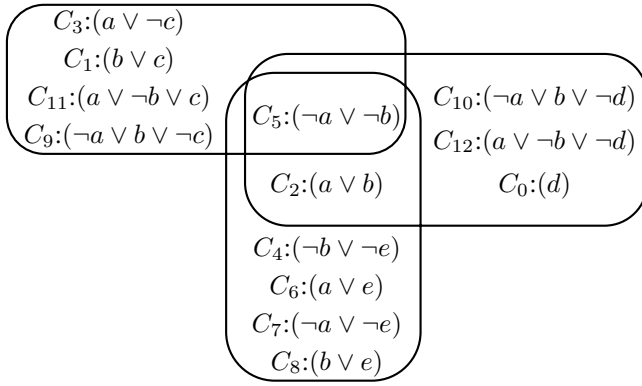 C₃:(a ∨ ¬c)
C₁:(b ∨ c)
C₁₁:(a ∨ ¬b ∨ c)
C₉:(¬a ∨ b ∨ ¬c)
C₅:(¬a ∨ ¬b)
C₂:(a ∨ b)
C₁₀:(¬a ∨ b ∨ ¬d)
C₁₂:(a ∨ ¬b ∨ ¬d)
C₀:(d)
C₄:(¬b ∨ ¬e)
C₆:(a ∨ e)
C₇:(¬a ∨ ¬e)
C₈:(b ∨ e)